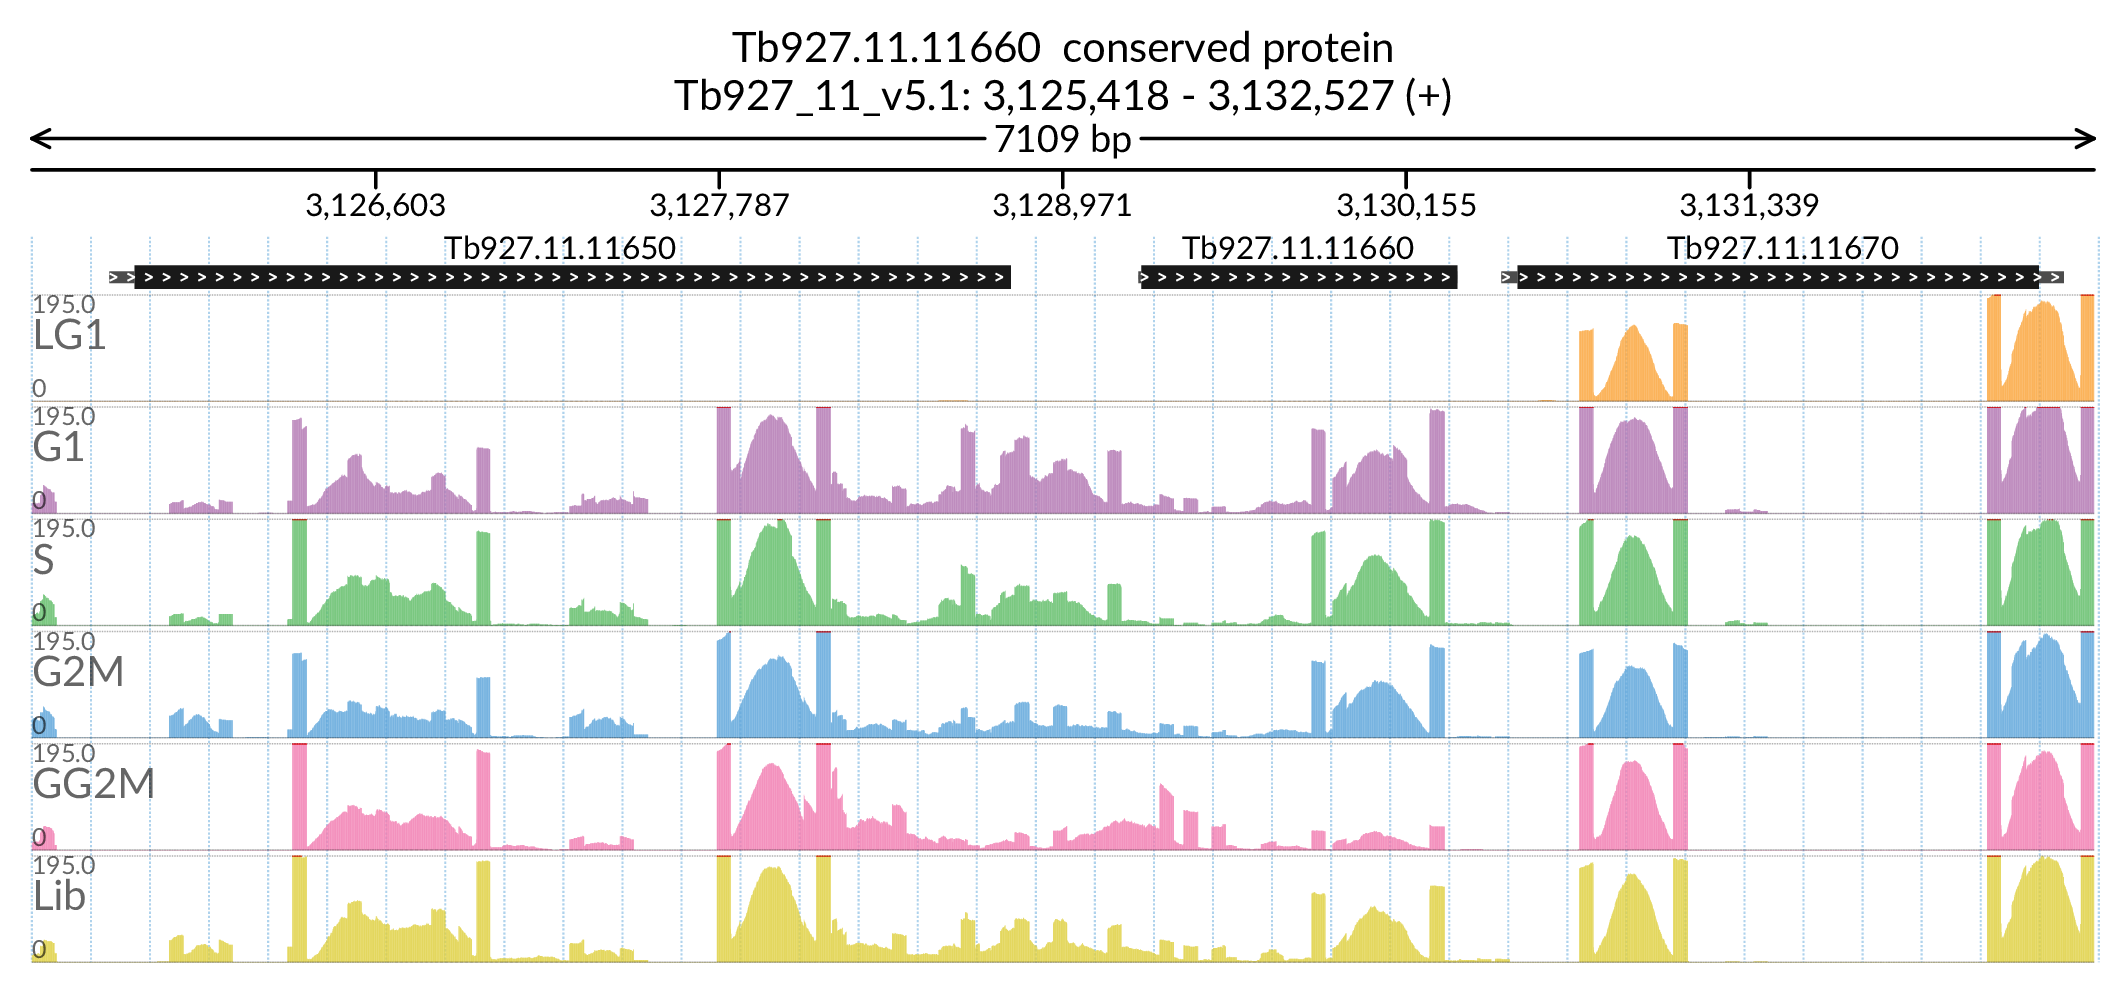 Tb927.11.11660 conserved protein
Tb927_11_v5.1: 3,125,418 - 3,132,527 (+)
7109 bp
3,126,603 3,127,787 3,128,971 3,130,155 3,131,339
Tb927.11.11650 Tb927.11.11660 Tb927.11.11670
195.0
LG1
0
195.0
G1
0
195.0
S
0
195.0
G2M
0
195.0
GG2M
0
195.0
Lib
0